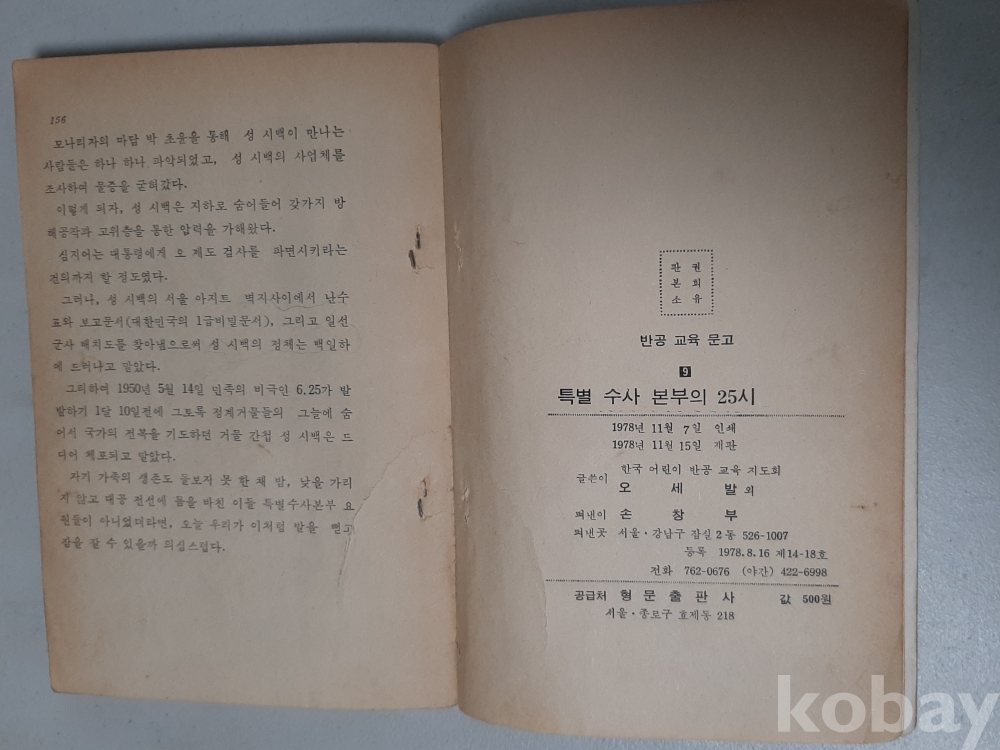 156
모나리자의 마담 박 초윤을 통해 성 시백이 만나는
사람들은 하나 하나 파악되었고, 성 시백의 사업체를
조사하여 물증을 굳혀갔다.
이렇게 되자, 성 시백은 지하로 숨어들어 갖가지 방
해공작과 고위층을 통한 압력을 가해왔다.
심지어는 대통령에게 오 제도 검사를 파면시키라는
건의까지 할 정도였다.
그러나, 성 시백의 서울 아지트 벽지사이에서 난수
표와 보고문서(대한민국의 1급비밀문서), 그리고 일선
군사 배치도를 찾아냄으로써 성 시백의 정체는 백일하
에 드러나고 말았다.
그리하여 1950년 5월 14일 민족의 비극인 6.25가 발
발하기 1달 10일전에 그토록 정계거물들의 그늘에 숨
어서 국가의 전복을 기도하던 거물 간첩 성 시백은 드
디어 체포되고 말았다.
자기 가족의 생존도 돌보지 못 한채 밤, 낮을 가리
지 않고 대공 전선에 몸을 바친 이들 특별수사본부 요
원들이 아니었더라면, 오늘 우리가 이처럼 발을 뻗고
잠을 잘 수 있을까 의심스럽다.
판 권
본 회
소 유
반공 교육 문고
9
특별 수사 본부의 25시
1978년 11월 7일 인쇄
1978년 11월 15일 재판
글쓴이 한국 어린이 반공 교육 지도회
오 세 발 외
펴낸이 손 창 부
펴낸곳 서울·강남구 잠실 2동 526-1007
등록 1978.8.16 제14-18호
전화 762-0676 (야간) 422-6998
공급처 형문출판사 값 500원
서울·종로구 효제동 218
kobay